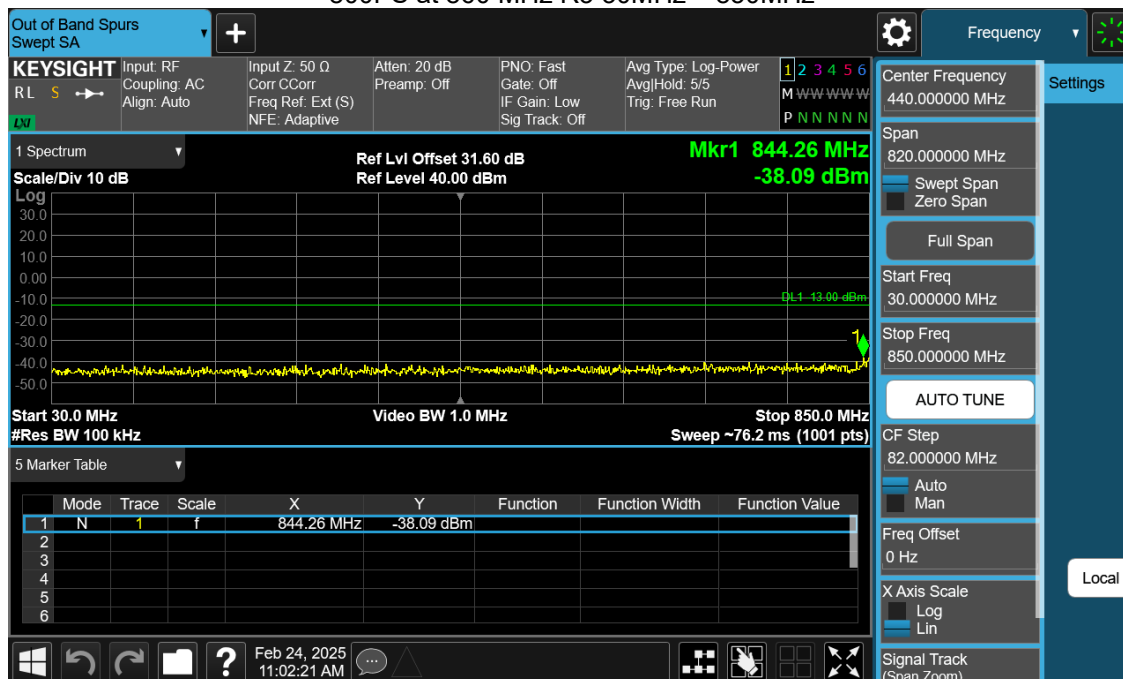 Out of Band Spurs
Swept SA
Frequency
KEYSIGHT
R L S
LXI
Input: RF
Coupling: AC
Align: Auto
Input Z: 50 Ω
Corr CCorr
Freq Ref: Ext (S)
NFE: Adaptive
Atten: 20 dB
Preamp: Off
PNO: Fast
Gate: Off
IF Gain: Low
Sig Track: Off
Avg Type: Log-Power
Avg|Hold: 5/5
Trig: Free Run
1 2 3 4 5 6
M W W W W W
P N N N N N
1 Spectrum
Scale/Div 10 dB
Ref Lvl Offset 31.60 dB
Ref Level 40.00 dBm
Mkr1 844.26 MHz
-38.09 dBm
Log
30.0
20.0
10.0
0.00
-10.0
-20.0
-30.0
-40.0
-50.0
DL1 -13.00 dBm
1
Start 30.0 MHz
#Res BW 100 kHz
Video BW 1.0 MHz
Stop 850.0 MHz
Sweep ~76.2 ms (1001 pts)
5 Marker Table
Mode Trace Scale X Y Function Function Width Function Value
1 N 1 f 844.26 MHz -38.09 dBm
2
3
4
5
6
Feb 24, 2025
11:02:21 AM
Center Frequency
440.000000 MHz
Span
820.000000 MHz
Swept Span
Zero Span
Full Span
Start Freq
30.000000 MHz
Stop Freq
850.000000 MHz
AUTO TUNE
CF Step
82.000000 MHz
Auto
Man
Freq Offset
0 Hz
X Axis Scale
Log
Lin
Signal Track
(Span Zoom)
Settings
Local